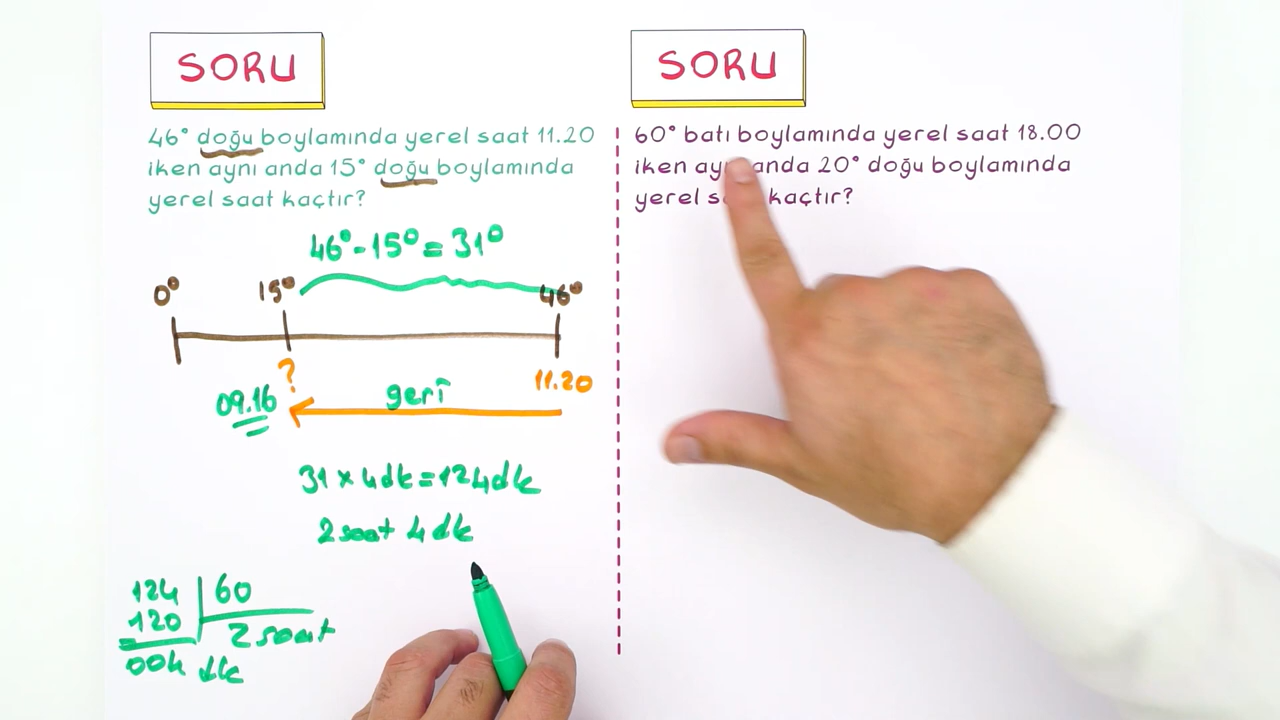 SORU
46° doğu boylamında yerel saat 11.20
iken aynı anda 15° doğu boylamında
yerel saat kaçtır?
46°-15°=31°
0° 15° 46°
? 11.20
09.16 geri
31 x 4dk=124dk
2 saat 4 dk
124 60
120 2 saat
004 dk
SORU
60° batı boylamında yerel saat 18.00
iken anda 20° doğu boylamında
yerel kaçtır?